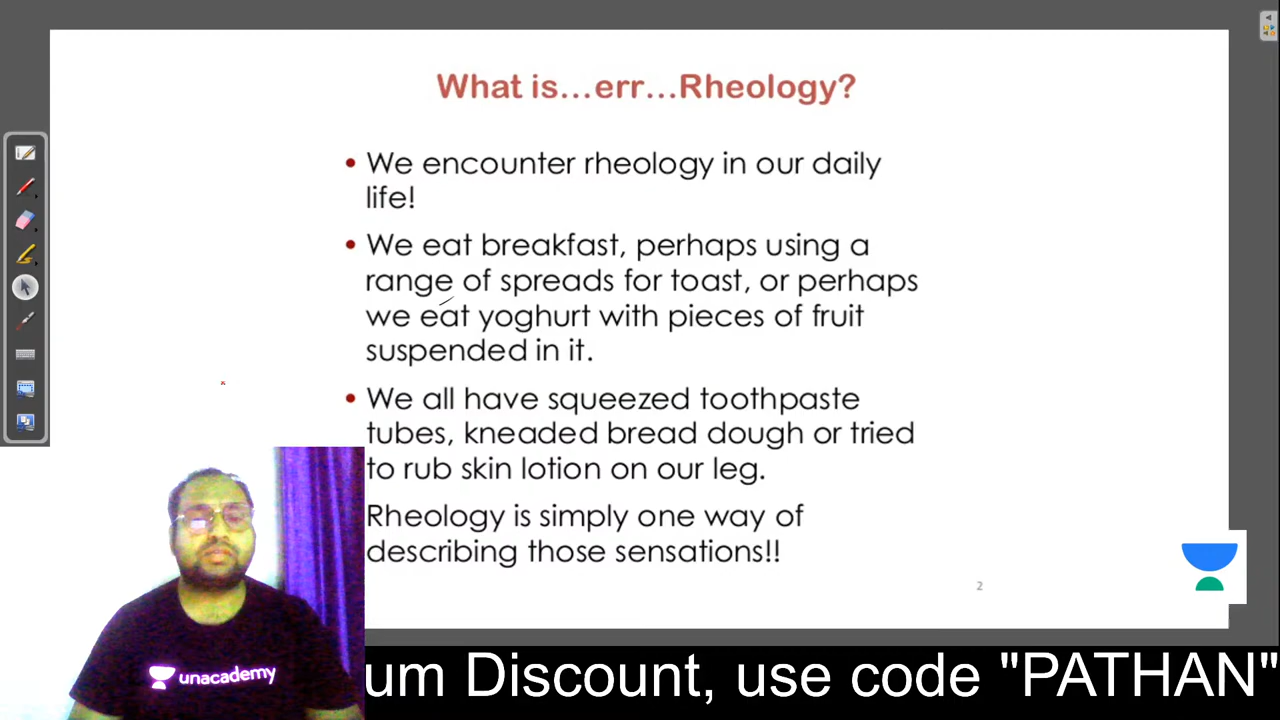 What is...err...Rheology?
• We encounter rheology in our daily
life!
• We eat breakfast, perhaps using a
range of spreads for toast, or perhaps
we eat yoghurt with pieces of fruit
suspended in it.
• We all have squeezed toothpaste
tubes, kneaded bread dough or tried
to rub skin lotion on our leg.
Rheology is simply one way of
describing those sensations!!
2
unacademy
um Discount, use code "PATHAN"